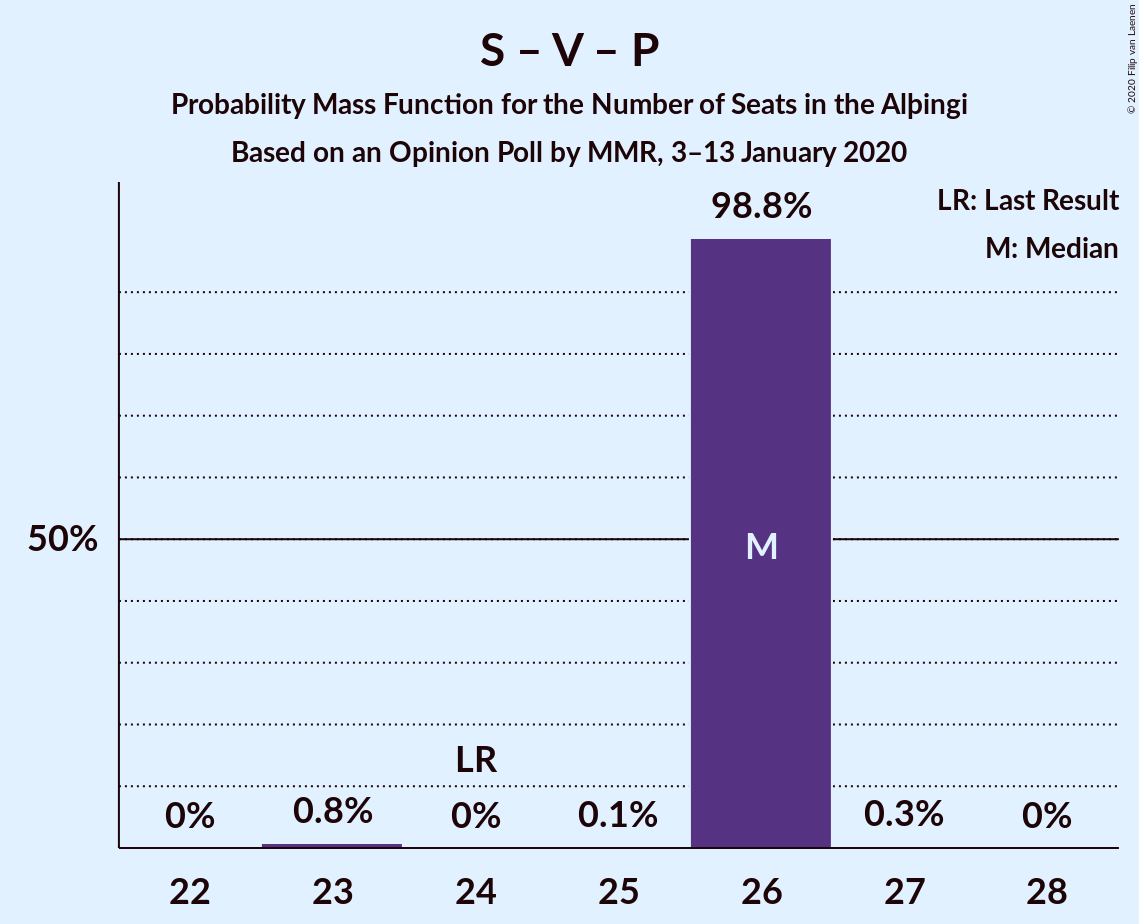 S – V – P
Probability Mass Function for the Number of Seats in the Alþingi
Based on an Opinion Poll by MMR, 3–13 January 2020
© 2020 Filip van Laenen
LR: Last Result
M: Median
98.8%
50%
M
LR
0%
0.8%
0%
0.1%
0.3%
0%
22 23 24 25 26 27 28